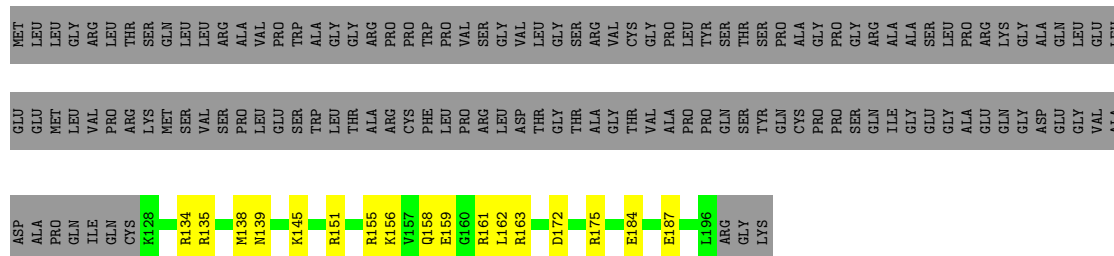 MET LEU LEU GLY ARG LEU THR SER GLN LEU LEU ARG ALA VAL PRO TRP ALA GLY GLY ARG PRO PRO TRP PRO VAL SER GLY VAL LEU GLY SER ARG VAL CYS GLY PRO LEU TYR SER THR SER PRO ALA GLY PRO GLY ARG ALA ALA SER LEU PRO ARG LYS GLY ALA GLN LEU GLU LEU
GLU GLU MET LEU VAL PRO ARG LYS MET SER VAL SER PRO LEU GLU SER TRP LEU THR ALA ARG CYS PHE LEU PRO ARG LEU ASP THR GLY THR ALA GLY THR VAL ALA PRO PRO GLN SER TYR GLN CYS PRO PRO SER GLN ILE GLY GLU GLY ALA GLU GLN GLY ASP GLU GLY VAL ALA
ASP ALA PRO GLN ILE GLN CYS K128 R134 R135 M138 N139 K145 R151 R155 K156 V157 Q158 E159 G160 R161 L162 R163 D172 R175 E184 E187 L196 ARG GLY LYS